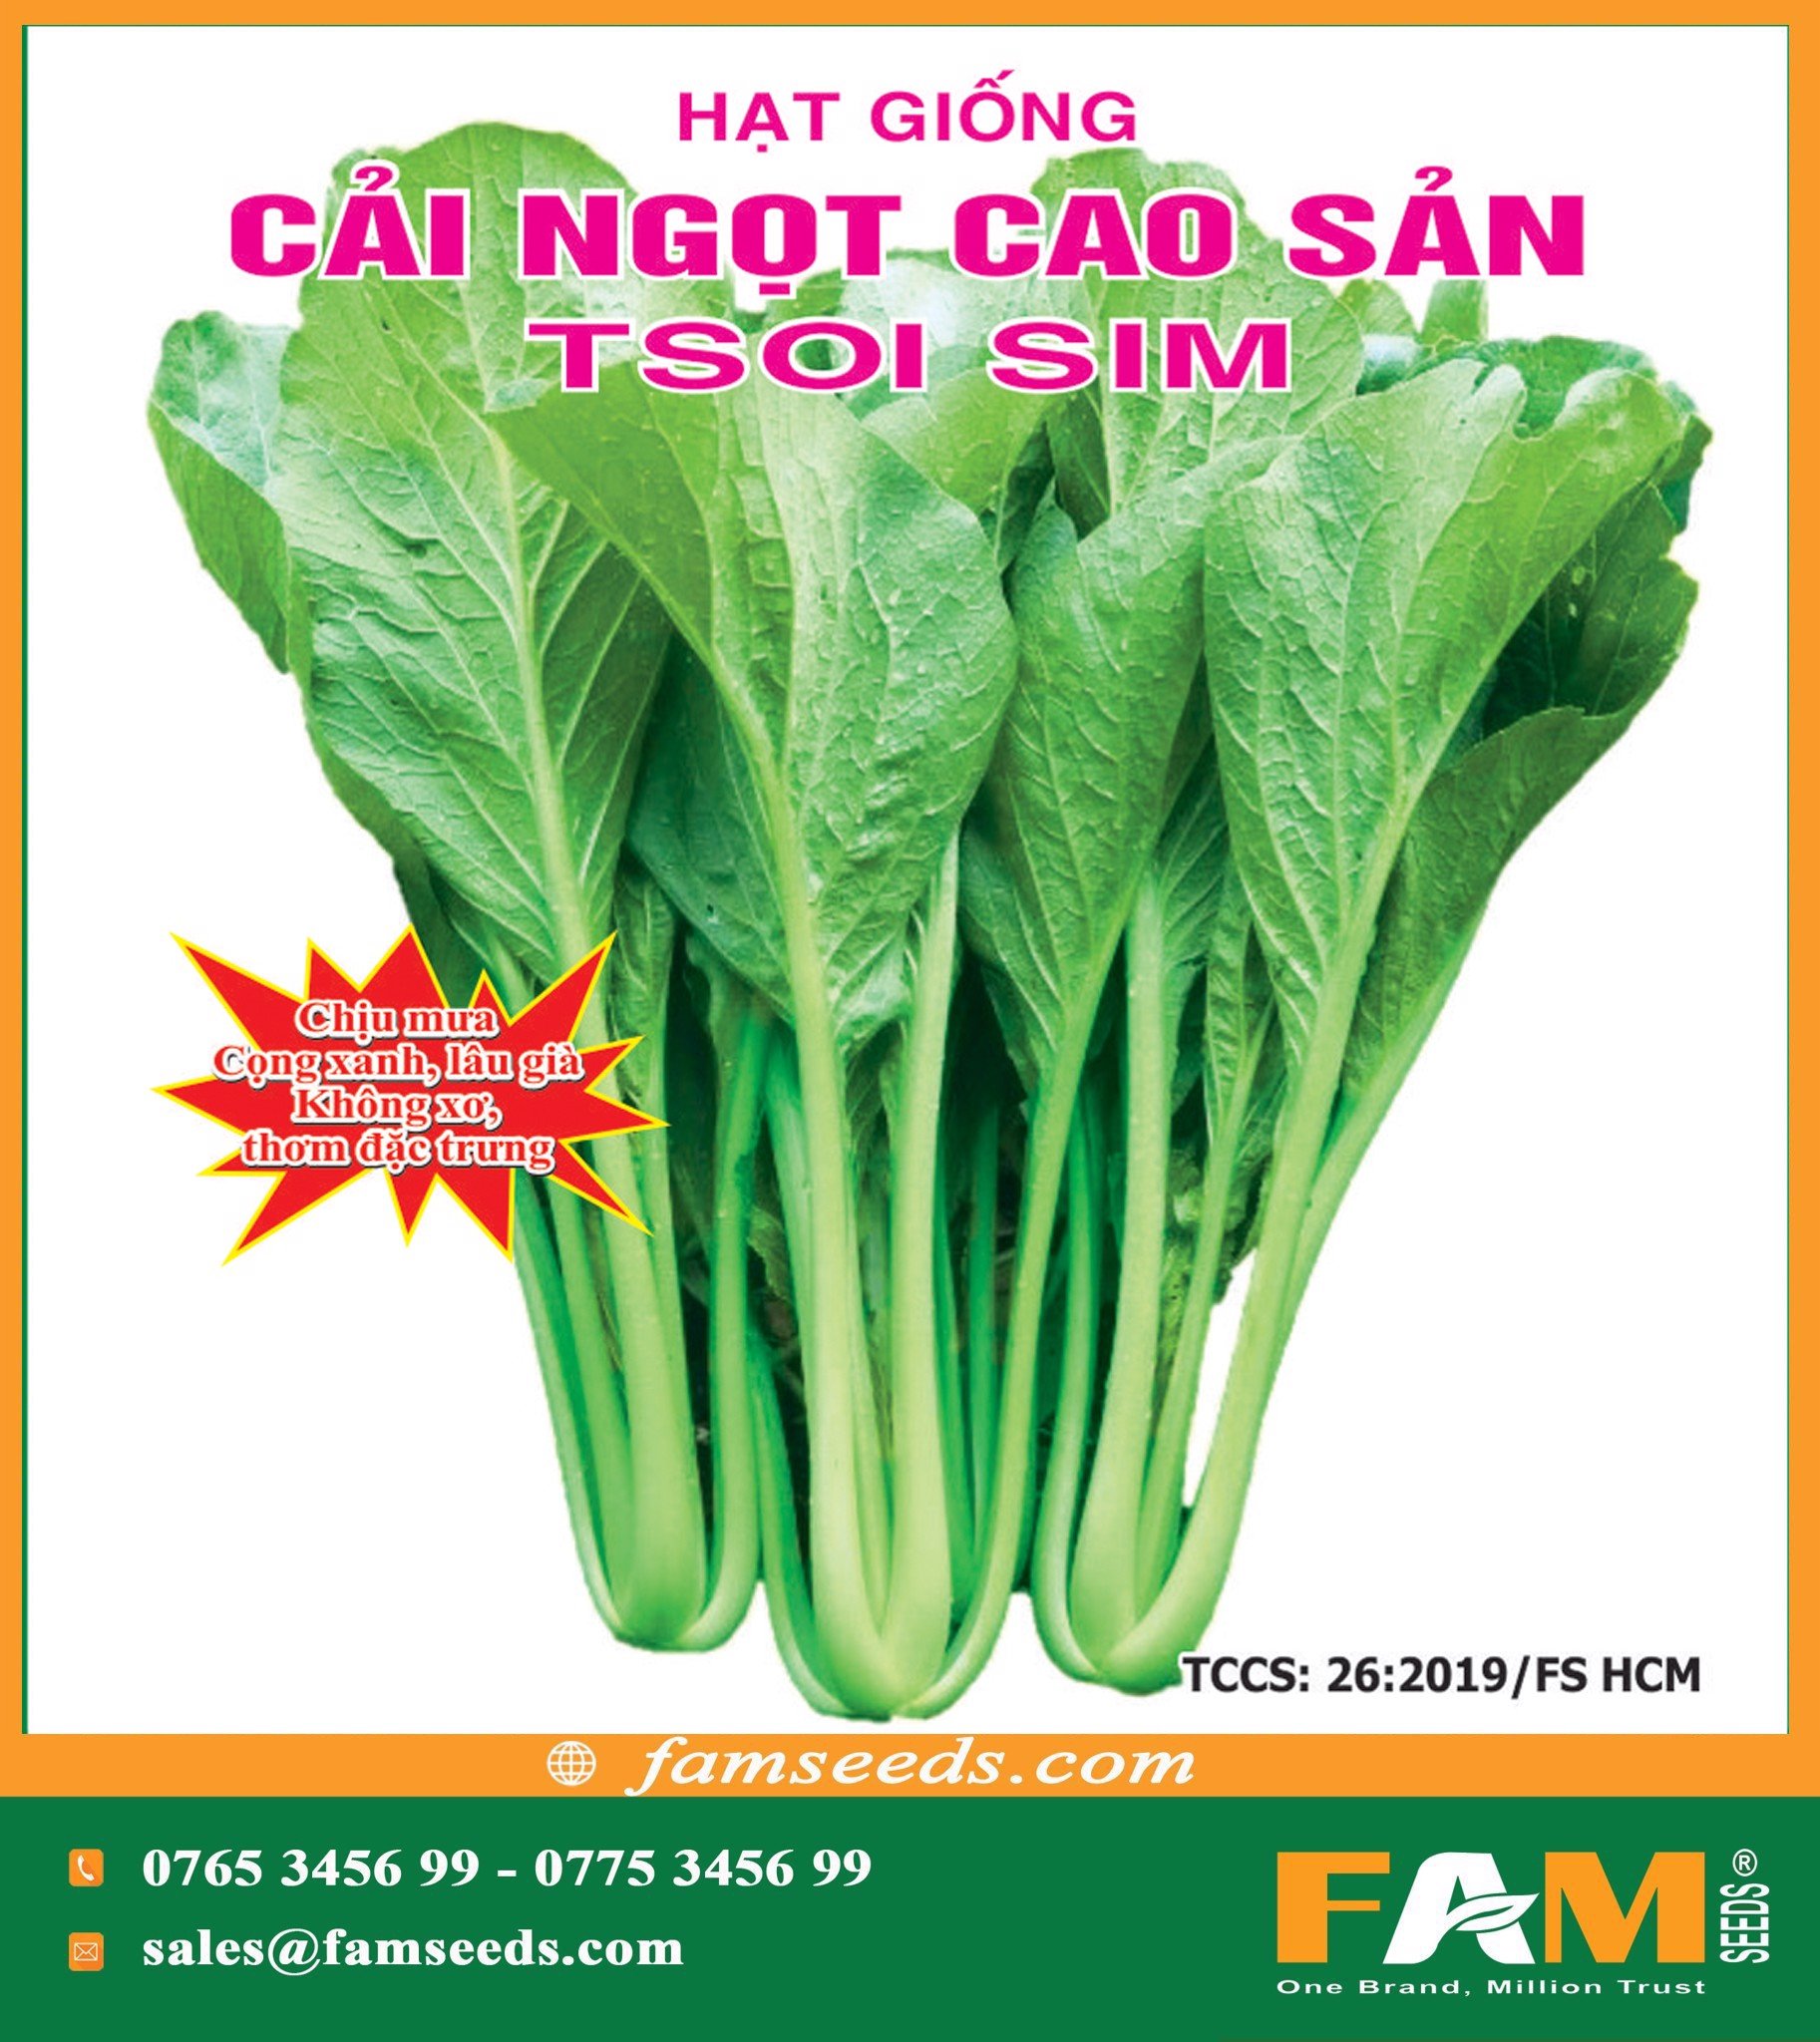 HẠT GIỐNG
CẢI NGỌT CAO SẢN
TSOI SIM
Chịu mưa
Cọng xanh, lâu già
Không xơ,
thơm đặc trưng
TCCS: 26:2019/FS HCM
famseeds.com
0765 3456 99 - 0775 3456 99
sales@famseeds.com
FAM SEEDS®
One Brand, Million Trust